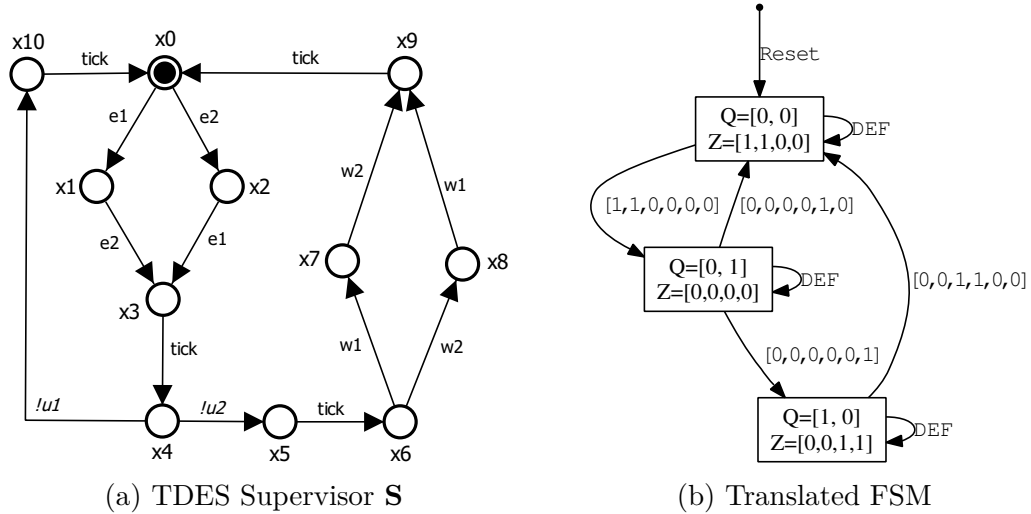 x10
x0
x9
tick
tick
e1
e2
x1
x2
e2
e1
x3
tick
w2
w1
x7
x8
w1
w2
!u1
!u2
tick
x4
x5
x6
(a) TDES Supervisor S
Reset
Q=[0, 0]
Z=[1,1,0,0]
DEF
[1,1,0,0,0,0]
[0,0,0,0,1,0]
Q=[0, 1]
Z=[0,0,0,0]
DEF
[0,0,1,1,0,0]
[0,0,0,0,0,1]
Q=[1, 0]
Z=[0,0,1,1]
DEF
(b) Translated FSM